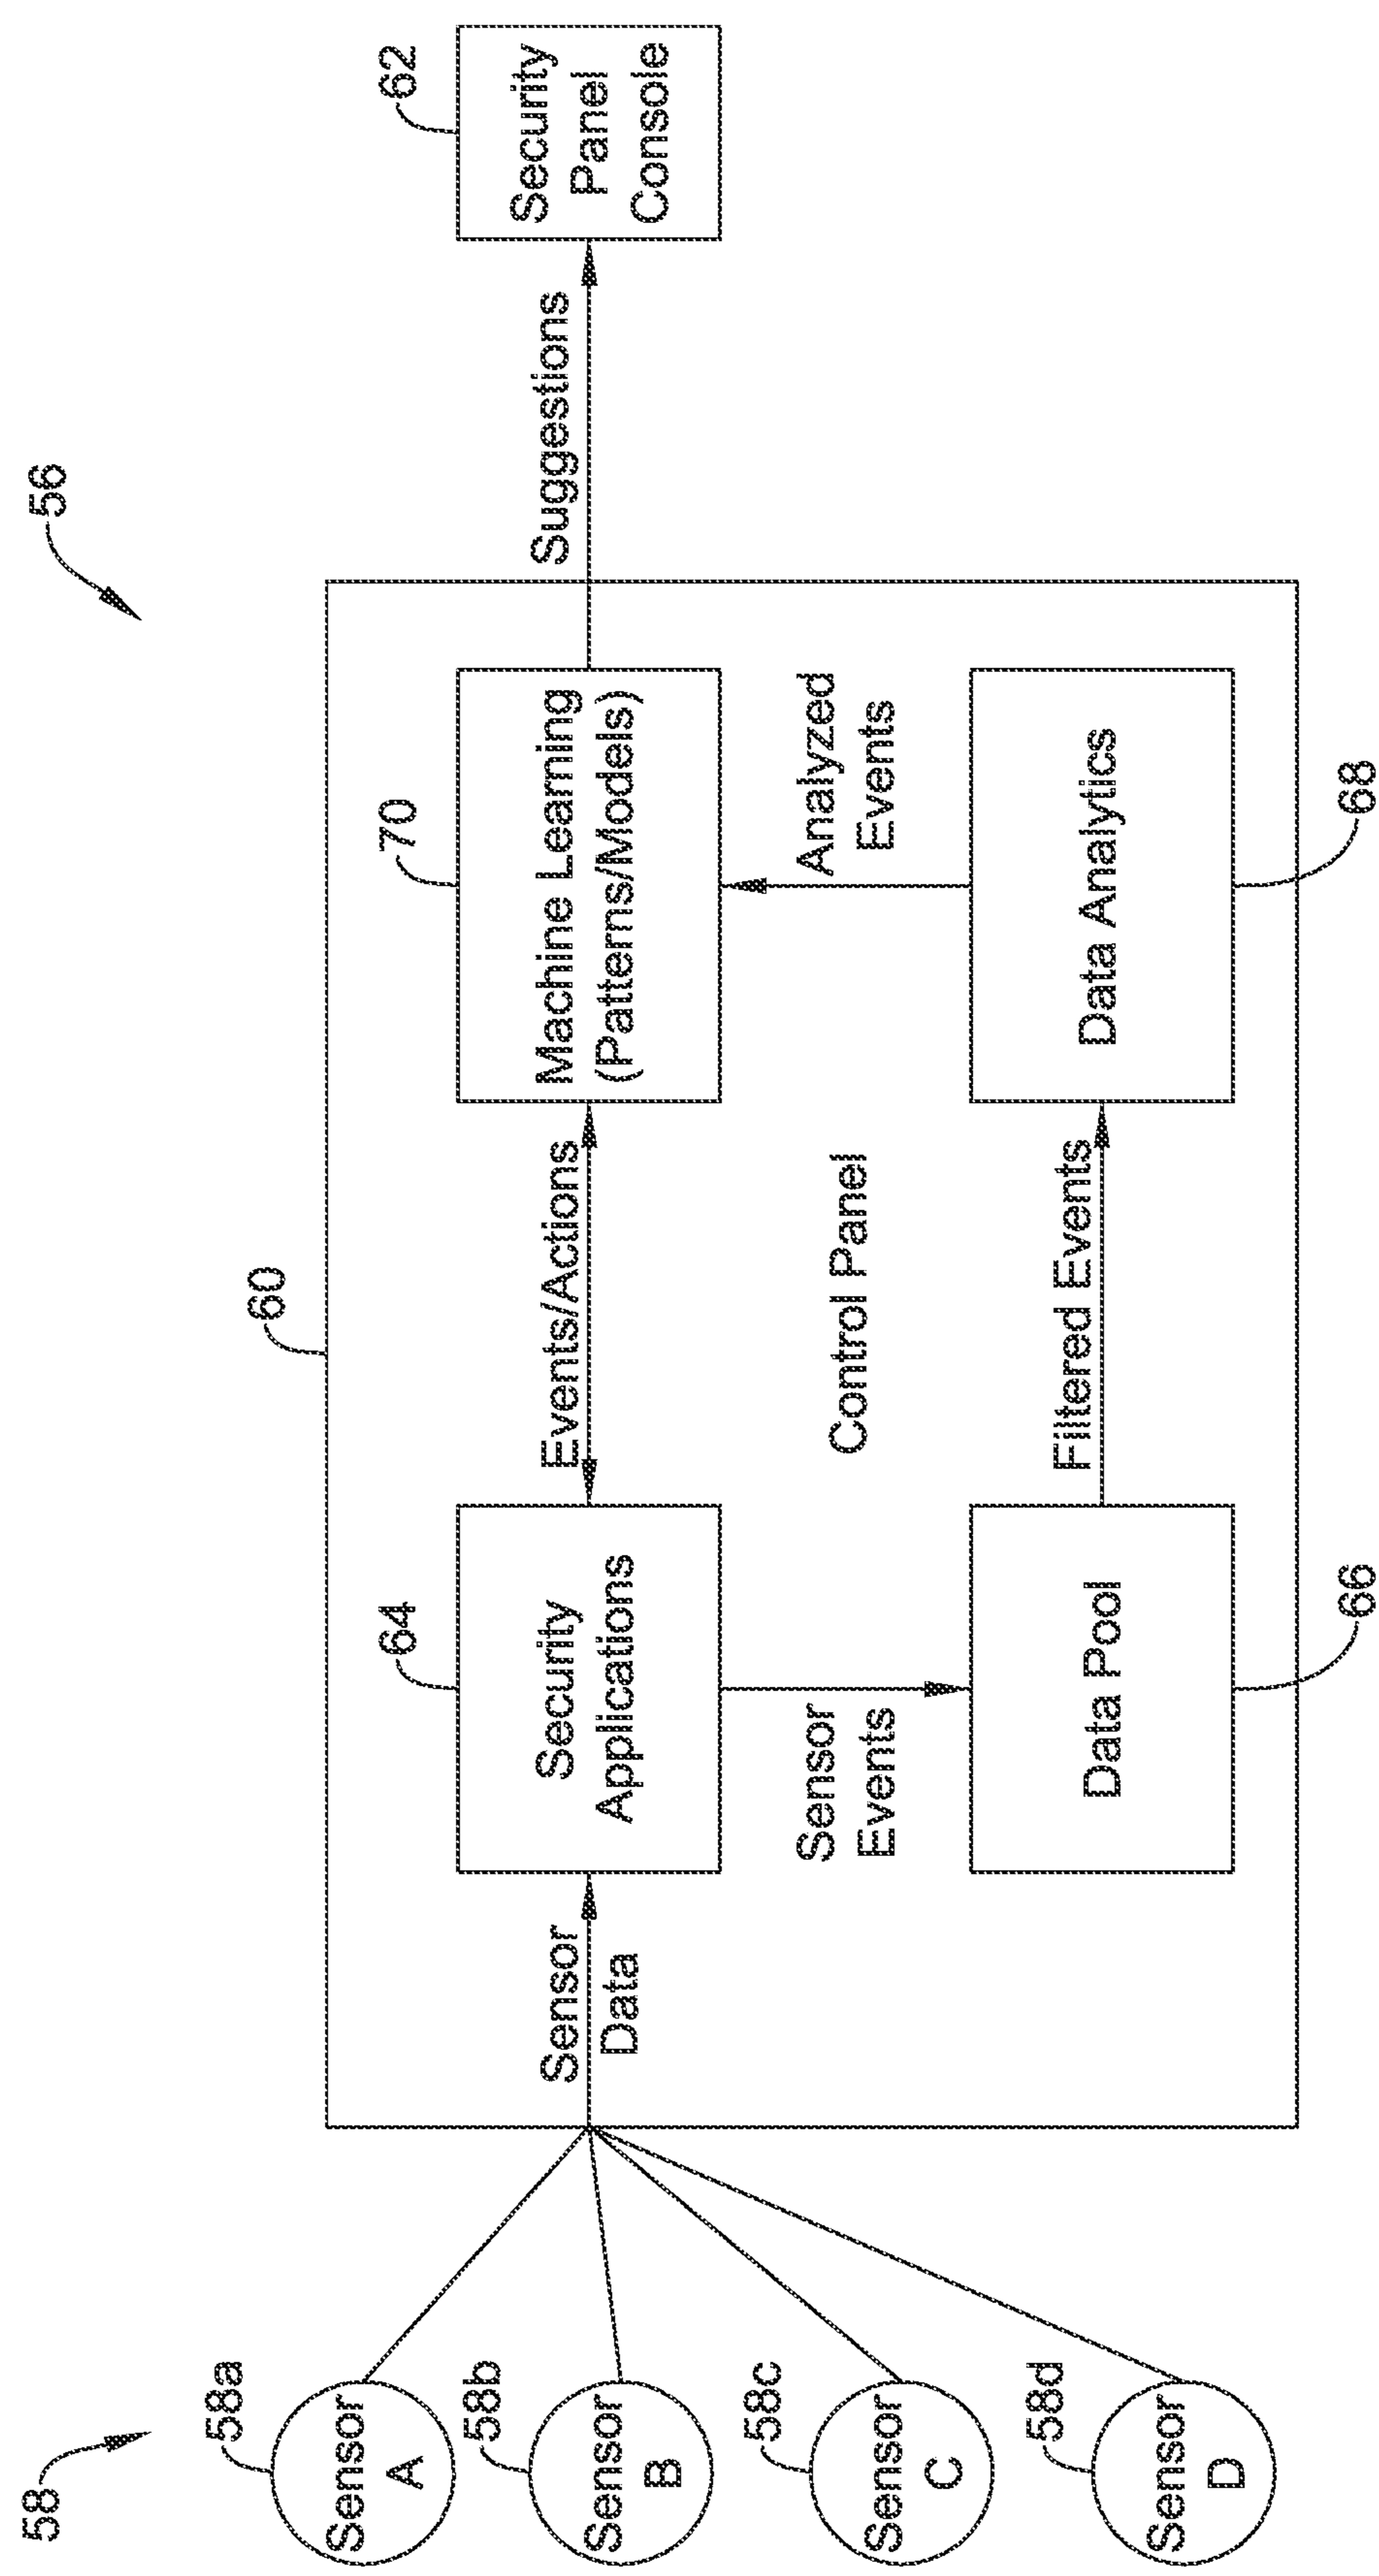 56
58
58a
Sensor
A
58b
Sensor
B
58c
Sensor
C
58d
Sensor
D
60
Sensor
Data
64
Security
Applications
Events/Actions
70
Machine Learning
(Patterns/Models)
Suggestions
62
Security
Panel
Console
Sensor
Events
Control Panel
Analyzed
Events
Data Pool
66
Filtered Events
Data Analytics
68